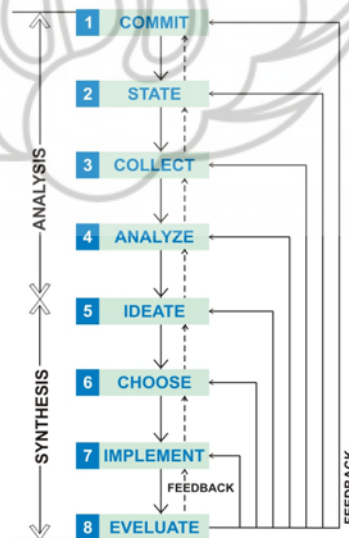 1 COMMIT
2 STATE
3 COLLECT
4 ANALYZE
5 IDEATE
6 CHOOSE
7 IMPLEMENT
FEEDBACK
8 EVELUATE
ANALYSIS
SYNTHESIS
FEEDBACK